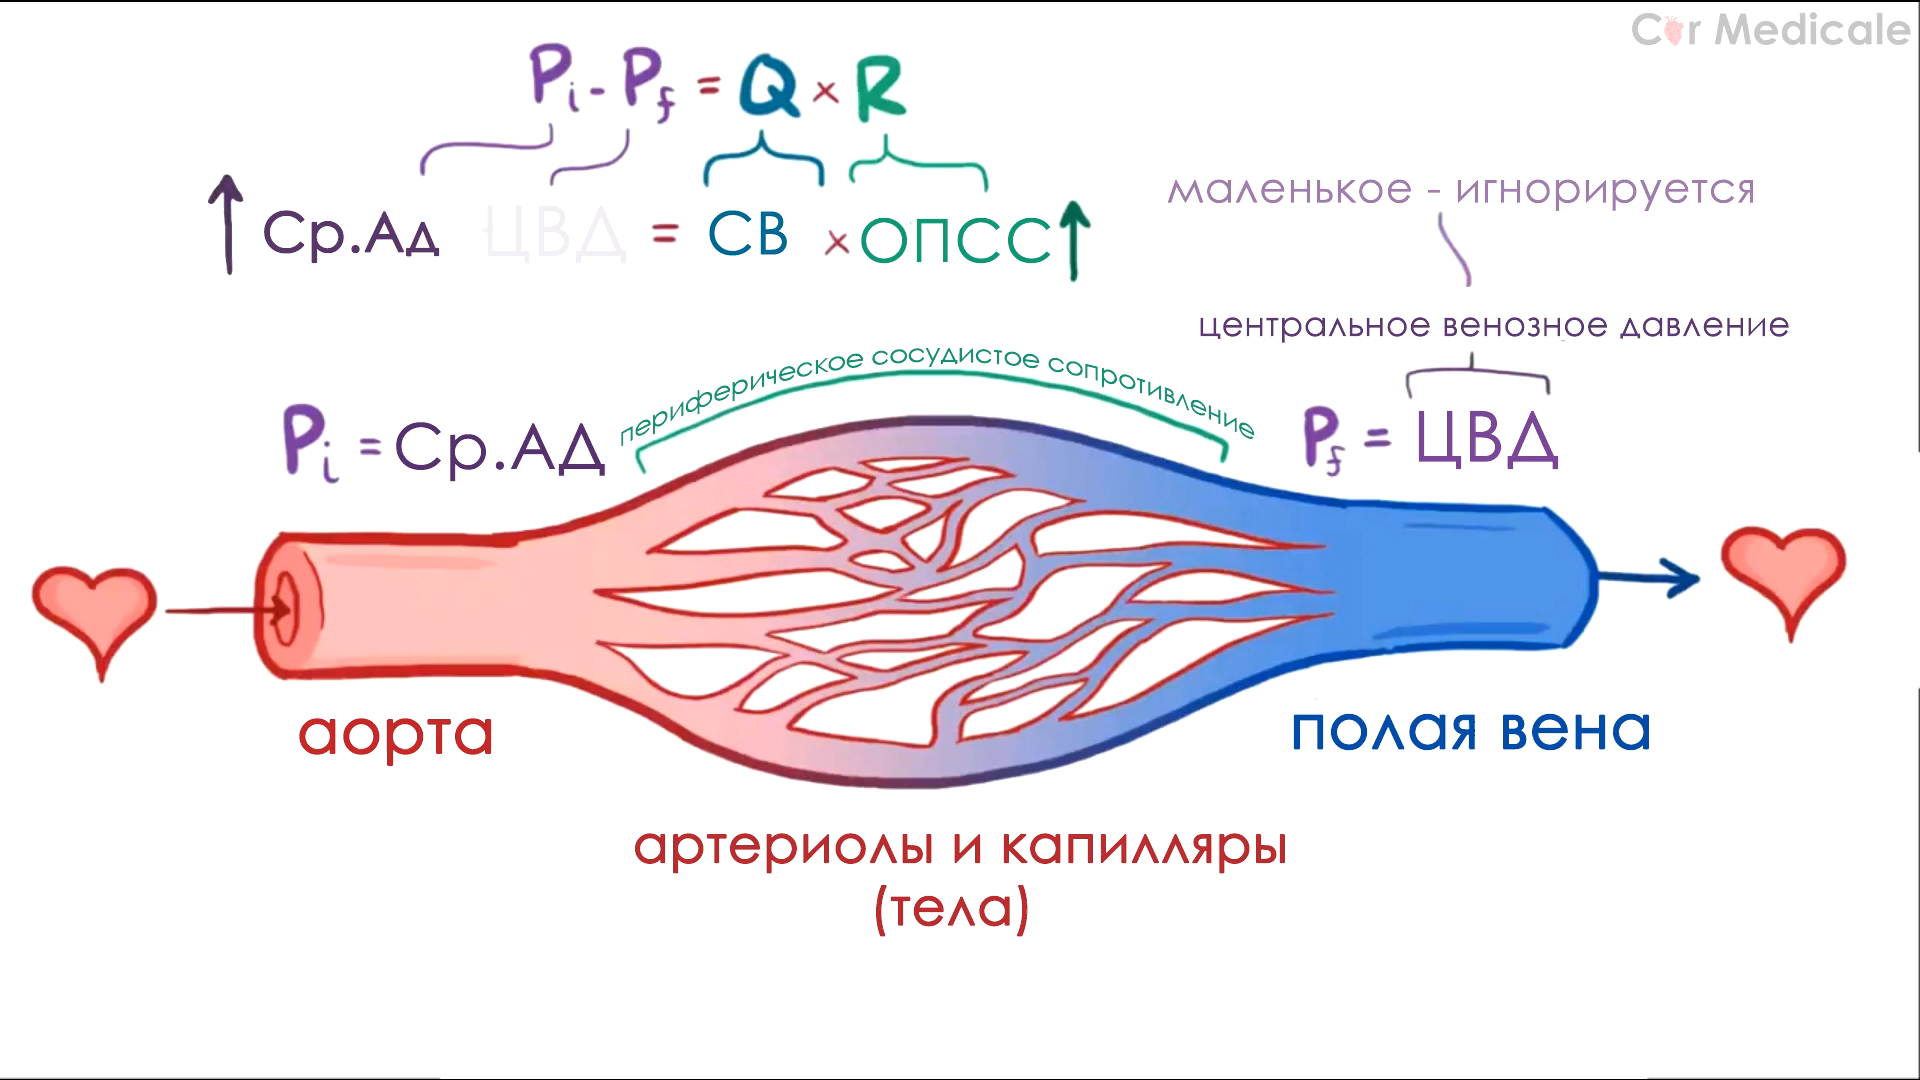 Cor Medicale
Pi - Pf = Q × R
Ср.Ад ЦВД = СВ × ОПСС
маленькое - игнорируется
центральное венозное давление
периферическое сосудистое сопротивление
Pi = Ср.АД
Pf = ЦВД
аорта
полая вена
артериолы и капилляры
(тела)